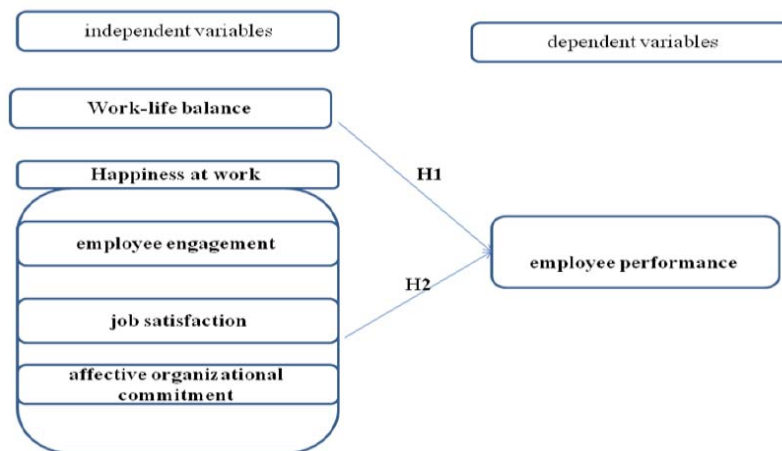 independent variables
dependent variables
Work-life balance
Happiness at work
H1
employee engagement
employee performance
H2
job satisfaction
affective organizational
commitment